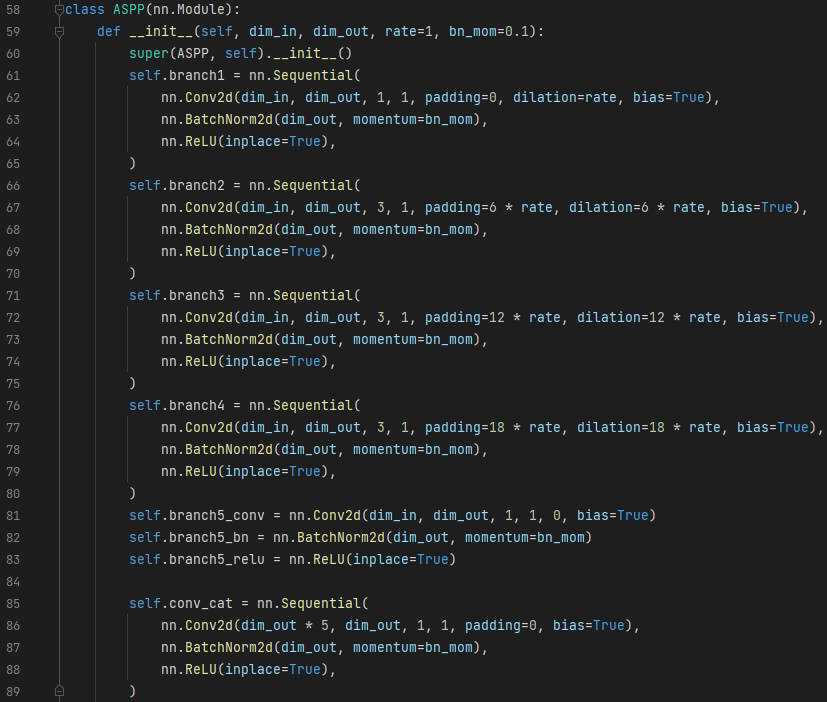 58 class ASPP(nn.Module):
59     def __init__(self, dim_in, dim_out, rate=1, bn_mom=0.1):
60         super(ASPP, self).__init__()
61         self.branch1 = nn.Sequential(
62             nn.Conv2d(dim_in, dim_out, 1, 1, padding=0, dilation=rate, bias=True),
63             nn.BatchNorm2d(dim_out, momentum=bn_mom),
64             nn.ReLU(inplace=True),
65         )
66         self.branch2 = nn.Sequential(
67             nn.Conv2d(dim_in, dim_out, 3, 1, padding=6 * rate, dilation=6 * rate, bias=True),
68             nn.BatchNorm2d(dim_out, momentum=bn_mom),
69             nn.ReLU(inplace=True),
70         )
71         self.branch3 = nn.Sequential(
72             nn.Conv2d(dim_in, dim_out, 3, 1, padding=12 * rate, dilation=12 * rate, bias=True),
73             nn.BatchNorm2d(dim_out, momentum=bn_mom),
74             nn.ReLU(inplace=True),
75         )
76         self.branch4 = nn.Sequential(
77             nn.Conv2d(dim_in, dim_out, 3, 1, padding=18 * rate, dilation=18 * rate, bias=True),
78             nn.BatchNorm2d(dim_out, momentum=bn_mom),
79             nn.ReLU(inplace=True),
80         )
81         self.branch5_conv = nn.Conv2d(dim_in, dim_out, 1, 1, 0, bias=True)
82         self.branch5_bn = nn.BatchNorm2d(dim_out, momentum=bn_mom)
83         self.branch5_relu = nn.ReLU(inplace=True)
84
85         self.conv_cat = nn.Sequential(
86             nn.Conv2d(dim_out * 5, dim_out, 1, 1, padding=0, bias=True),
87             nn.BatchNorm2d(dim_out, momentum=bn_mom),
88             nn.ReLU(inplace=True),
89         )